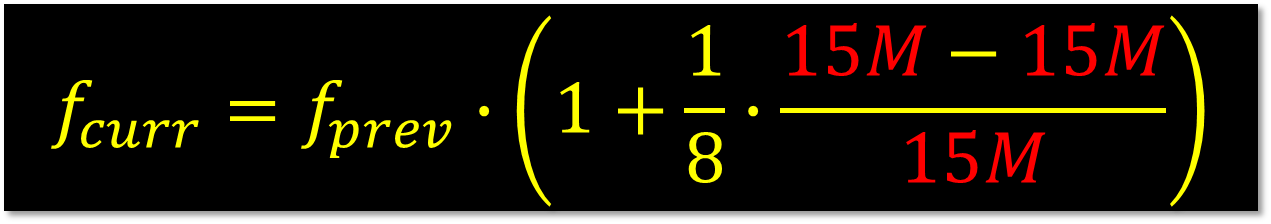 f_curr = f_prev · (1 + 1/8 · (15M − 15M)/15M)